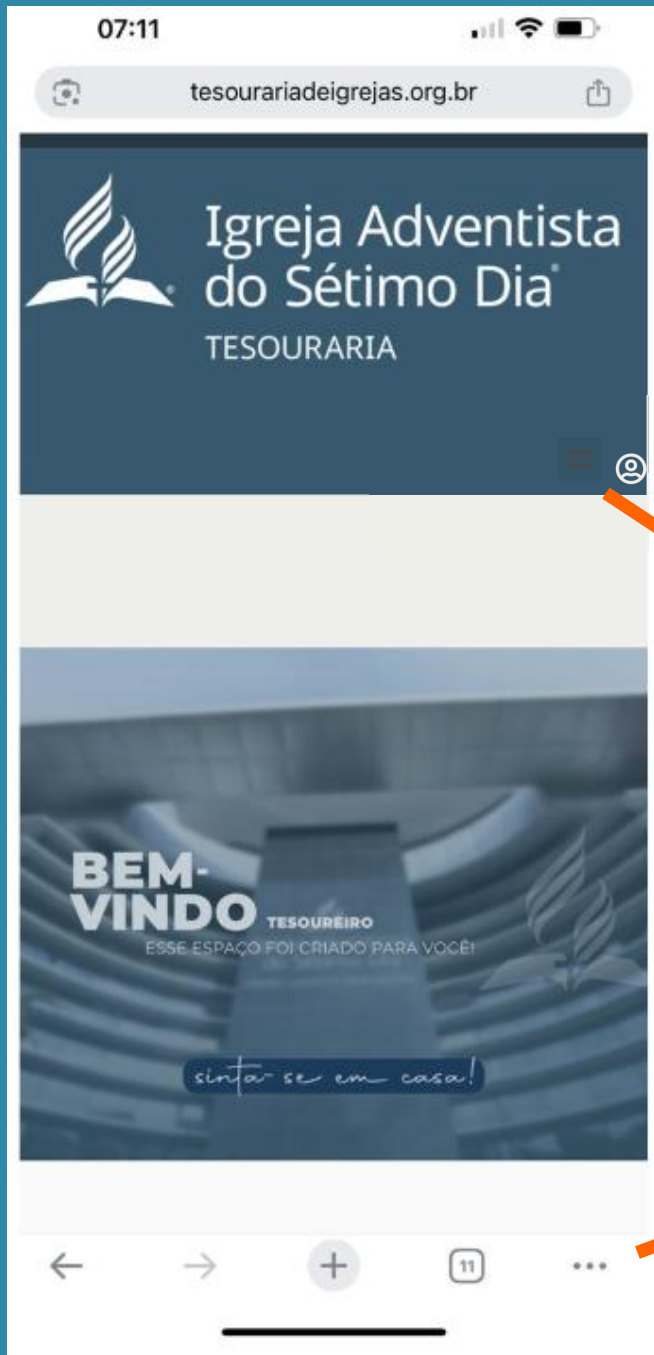 07:11
tesourariadeigrejas.org.br
Igreja Adventista
do Sétimo Dia®
TESOURARIA
BEM-
VINDO TESOUREIRO
ESSE ESPAÇO FOI CRIADO PARA VOCÊ!
sinta-se em casa!
11